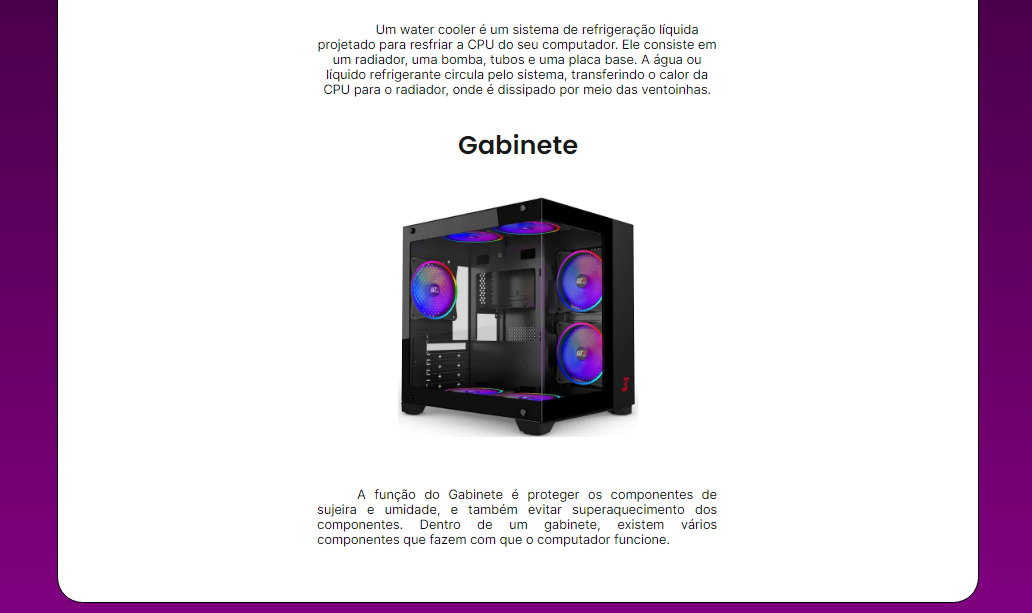 Um water cooler é um sistema de refrigeração líquida
projetado para resfriar a CPU do seu computador. Ele consiste em
um radiador, uma bomba, tubos e uma placa base. A água ou
líquido refrigerante circula pelo sistema, transferindo o calor da
CPU para o radiador, onde é dissipado por meio das ventoinhas.
Gabinete
A função do Gabinete é proteger os componentes de
sujeira e umidade, e também evitar superaquecimento dos
componentes. Dentro de um gabinete, existem vários
componentes que fazem com que o computador funcione.